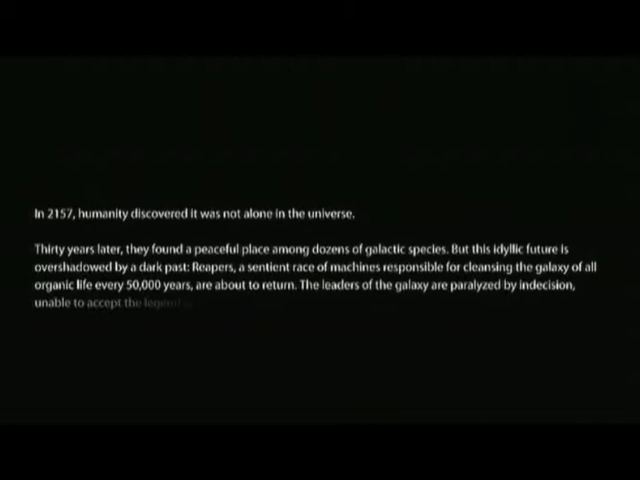 In 2157, humanity discovered it was not alone in the universe.
Thirty years later, they found a peaceful place among dozens of galactic species. But this idyllic future is
overshadowed by a dark past: Reapers, a sentient race of machines responsible for cleansing the galaxy of all
organic life every 50,000 years, are about to return. The leaders of the galaxy are paralyzed by indecision,
unable to accept the legend